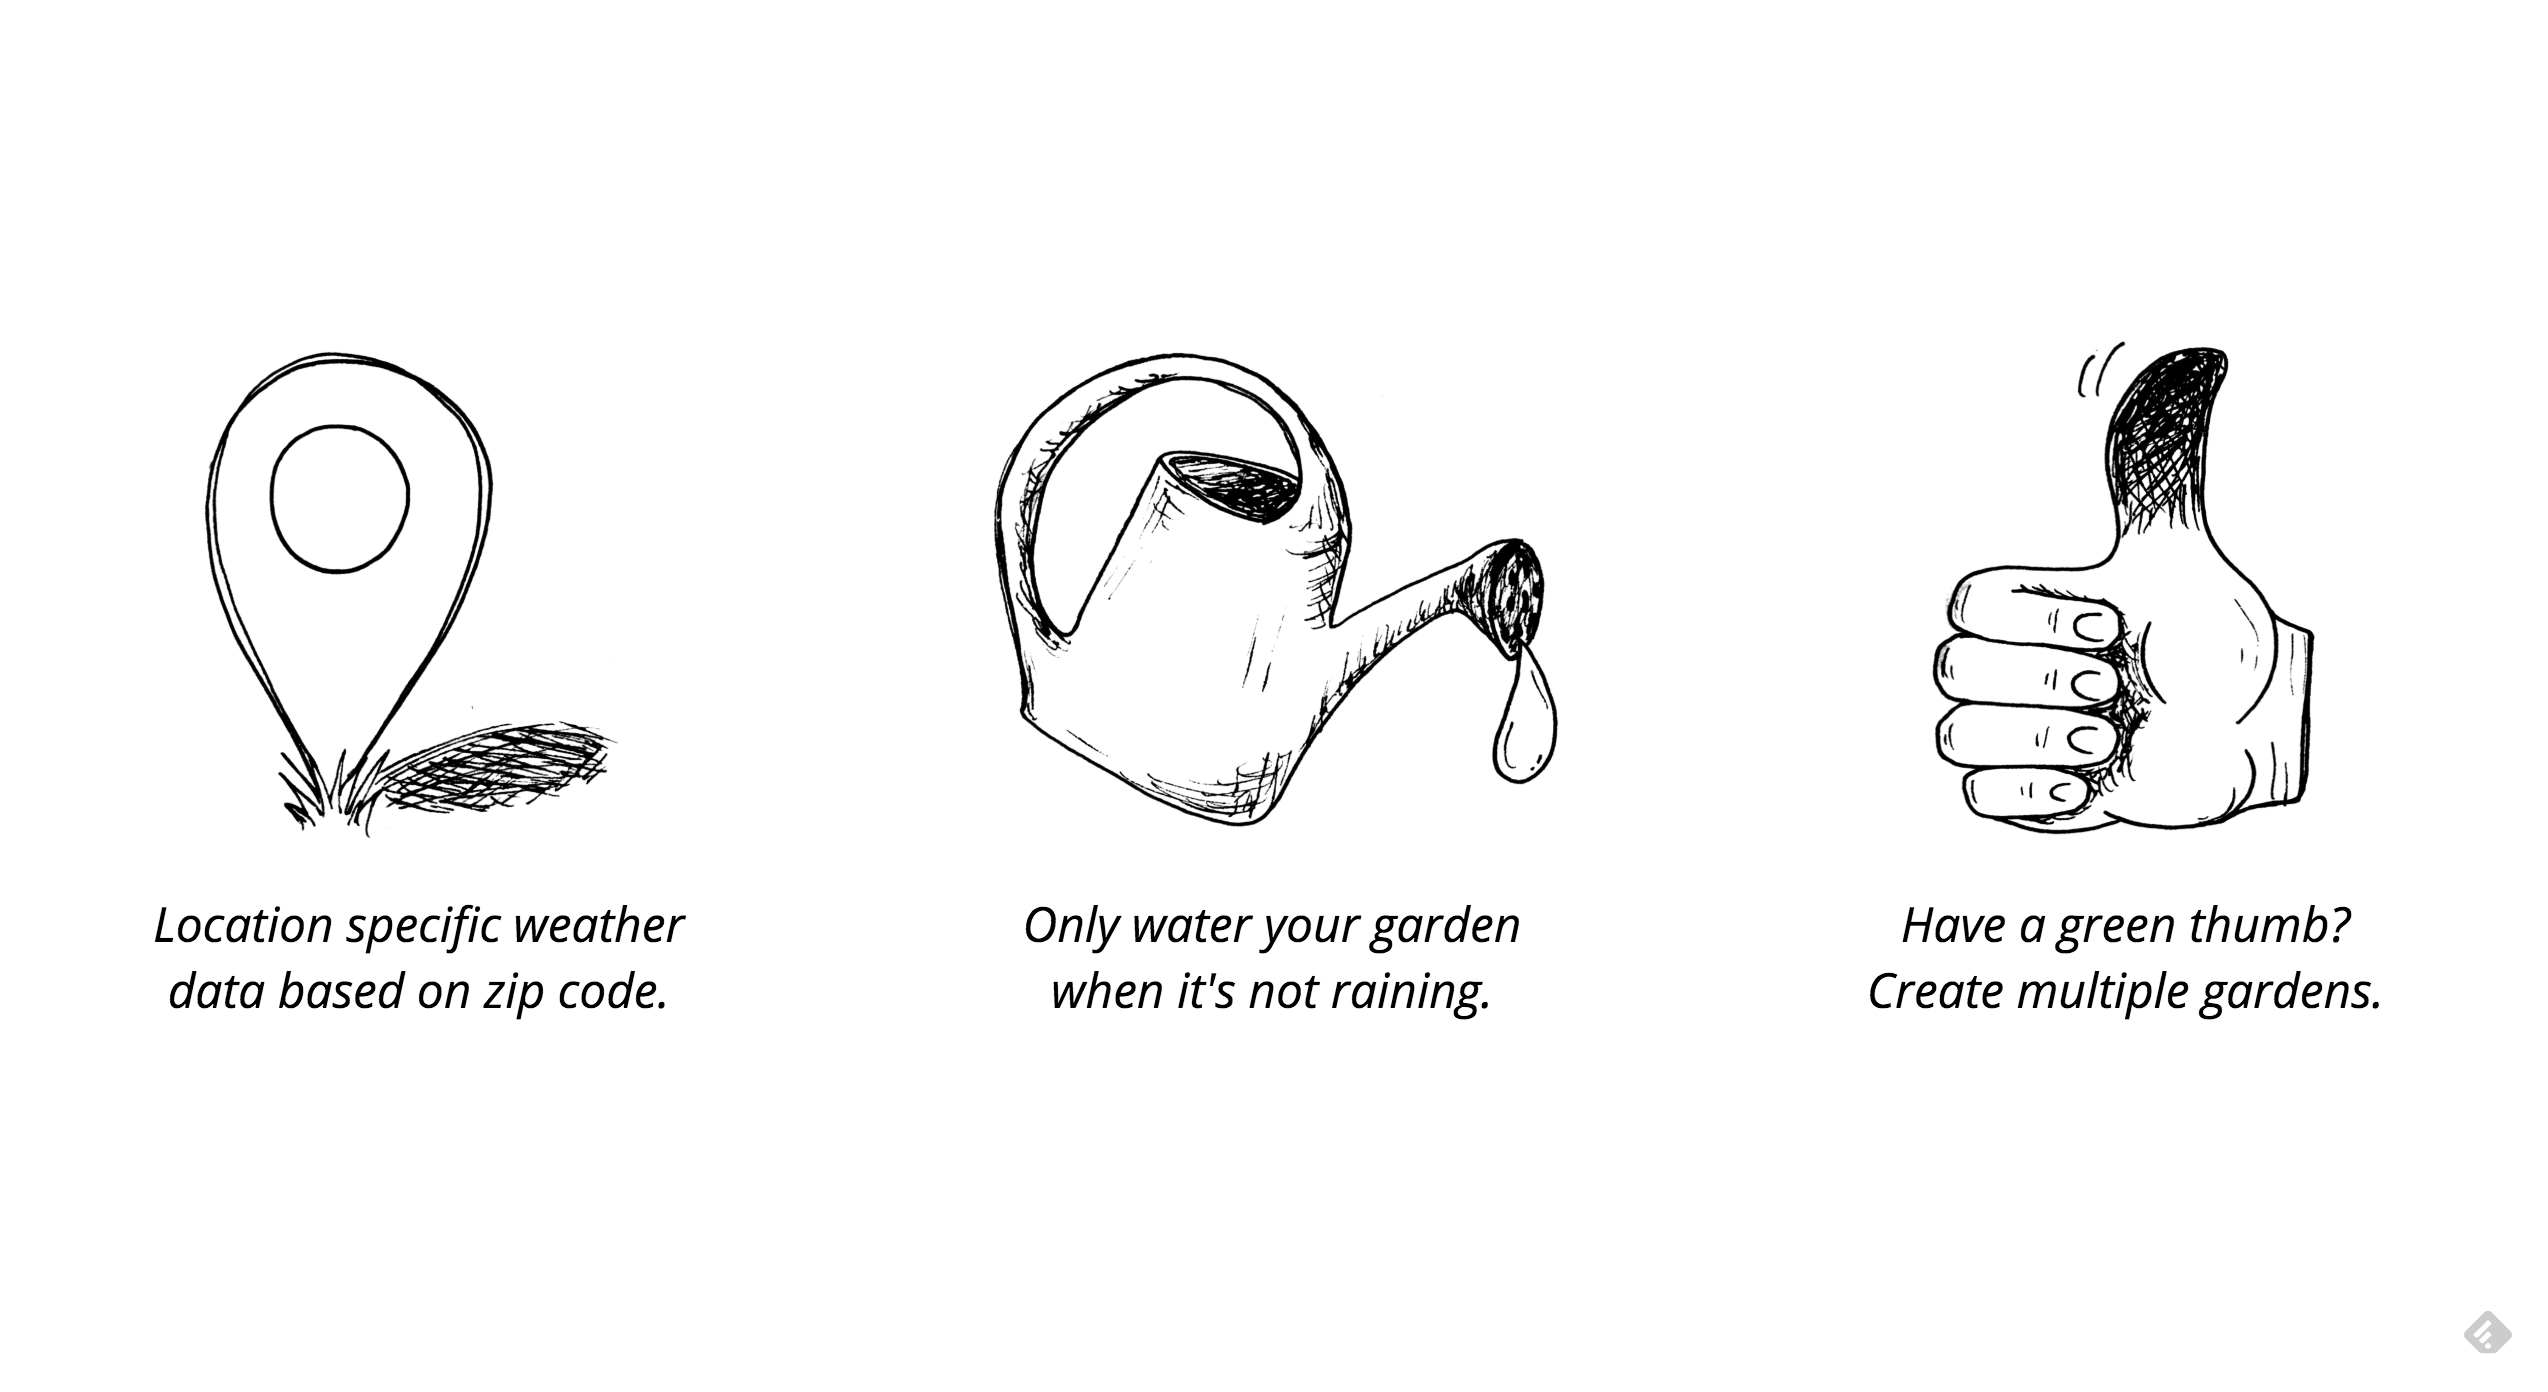 Location specific weather
data based on zip code.
Only water your garden
when it's not raining.
Have a green thumb?
Create multiple gardens.